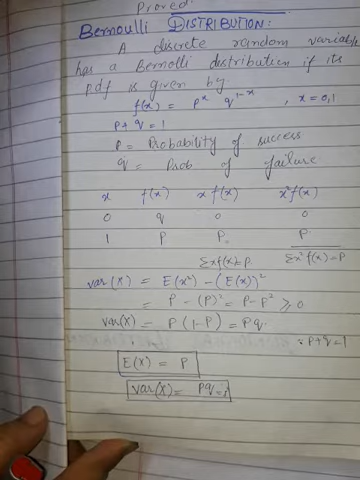 Proved.
Bernoulli DISTRIBUTION:
A discrete random variable
has a Bernolli distribution if its
pdf is given by
f(x) = p^x q^1-x , x = 0,1
P+q=1
P = Probability of success
q = Prob of failure
x f(x) x f(x) x²f(x)
0 q 0 0
1 P P. P
Σxf(x)=P Σx²f(x)=P
var(X) = E(x²) - (E(x))²
= P - (P)² = P-P² ≥ 0
var(X) = P(1-P) = Pq. ∵P+q=1
E(X) = P
var(X) = Pq